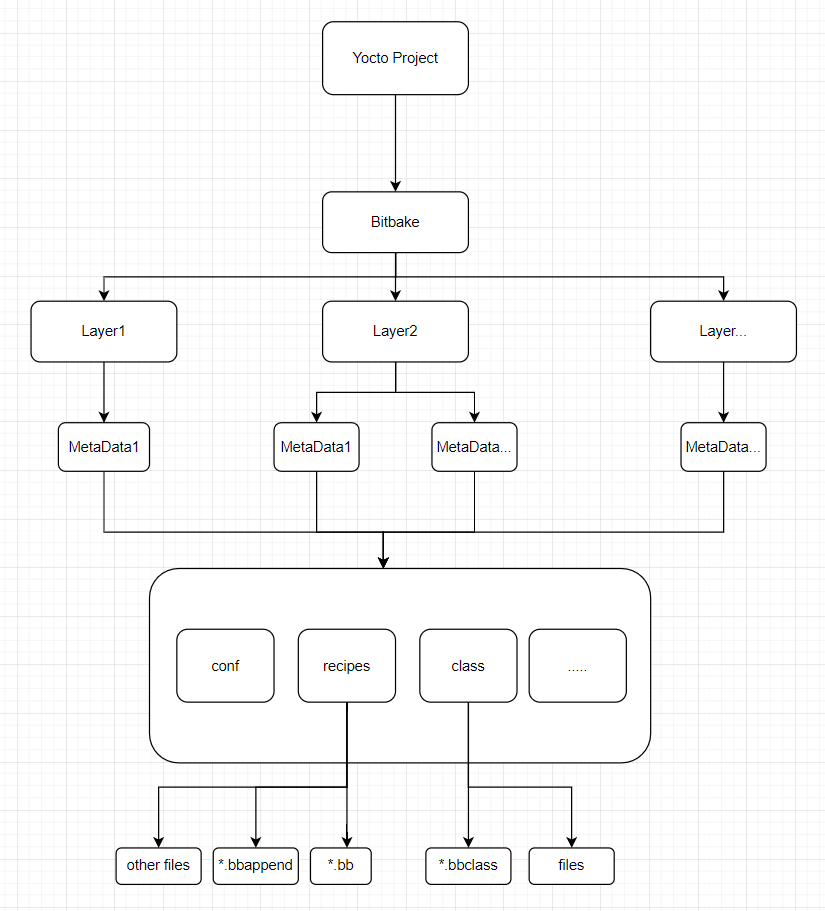 Yocto Project
Bitbake
Layer1
Layer2
Layer...
MetaData1
MetaData1
MetaData...
MetaData...
conf
recipes
class
.....
other files
*.bbappend
*.bb
*.bbclass
files